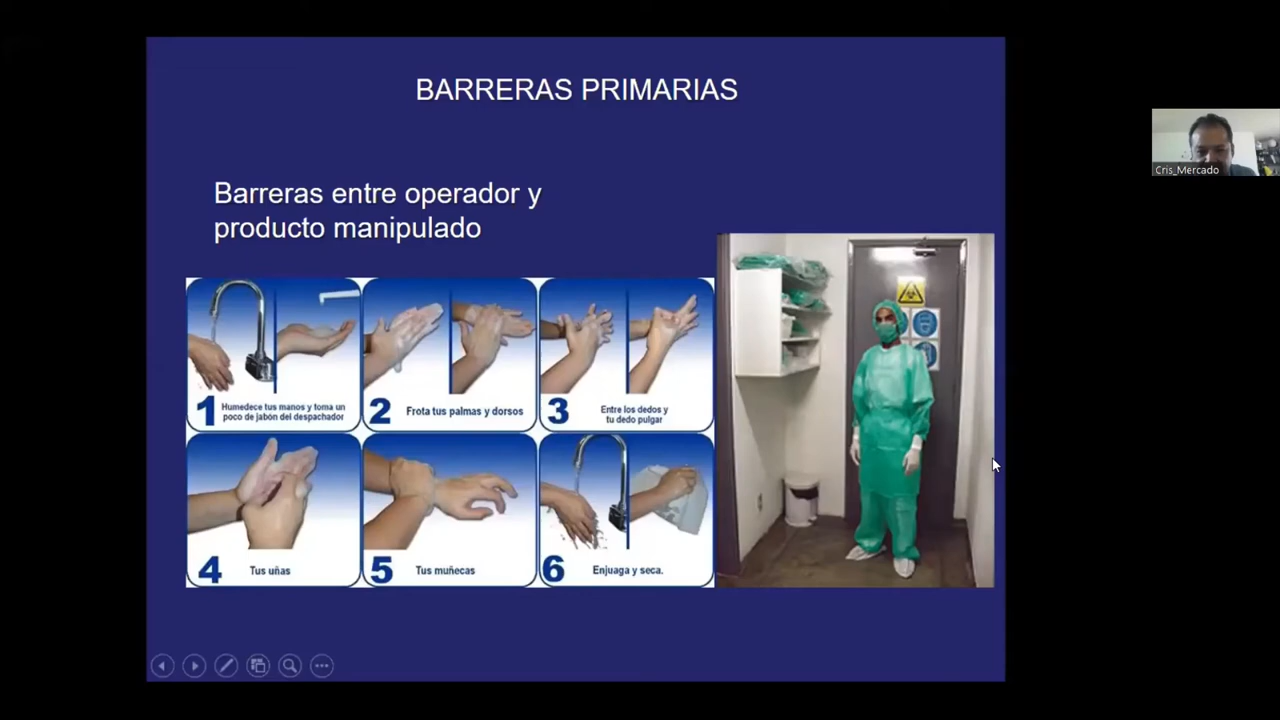 BARRERAS PRIMARIAS
Barreras entre operador y
producto manipulado
1 Humedece tus manos y toma un
poco de jabón del despachador
2 Frota tus palmas y dorsos
3 Entre los dedos y
tu dedo pulgar
4 Tus uñas
5 Tus muñecas
6 Enjuaga y seca.
Cris_Mercado